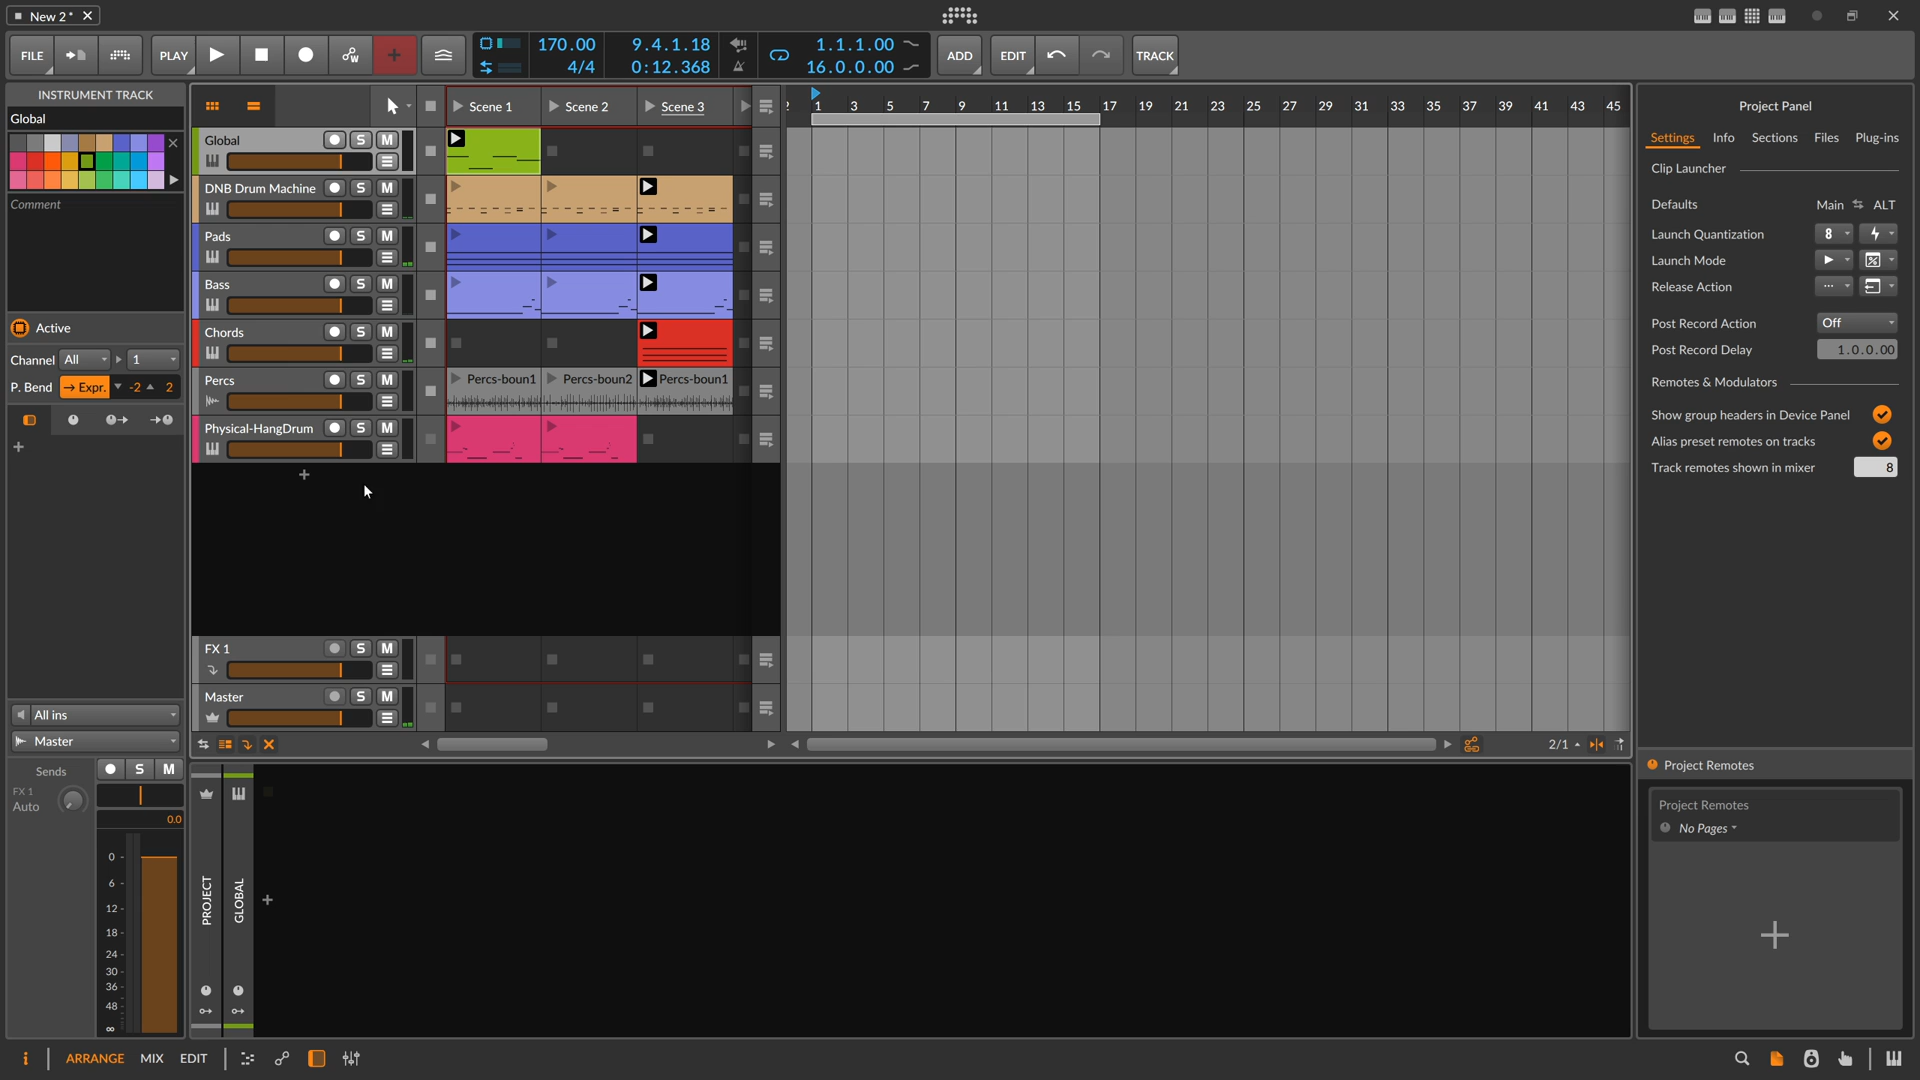 New 2*
FILE
PLAY
170.00
4/4
9.4.1.18
0:12.368
1.1.1.00
16.0.0.00
ADD
EDIT
TRACK
INSTRUMENT TRACK
Global
Comment
Active
Channel All 1
P. Bend Expr. -2 2
All ins
Master
Sends
FX 1
Auto
S M
0.0
0
6
12
18
24
30
36
48
∞
Scene 1
Scene 2
Scene 3
Global S M
DNB Drum Machine S M
Pads S M
Bass S M
Chords S M
Percs S M
Percs-boun1
Percs-boun2
Percs-boun1
Physical-HangDrum S M
FX 1 S M
Master S M
1 3 5 7 9 11 13 15 17 19 21 23 25 27 29 31 33 35 37 39 41 43 45
2/1
PROJECT
GLOBAL
Project Panel
Settings Info Sections Files Plug-ins
Clip Launcher
Defaults Main ALT
Launch Quantization 8
Launch Mode
Release Action
Post Record Action Off
Post Record Delay 1.0.0.00
Remotes & Modulators
Show group headers in Device Panel
Alias preset remotes on tracks
Track remotes shown in mixer 8
Project Remotes
Project Remotes
No Pages
ARRANGE MIX EDIT